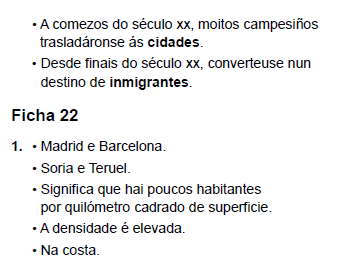 • A comezos do século xx, moitos campesiños
trasladáronse ás cidades.
• Desde finais do século xx, converteuse nun
destino de inmigrantes.
Ficha 22
1. • Madrid e Barcelona.
• Soria e Teruel.
• Significa que hai poucos habitantes
por quilómetro cadrado de superficie.
• A densidade é elevada.
• Na costa.